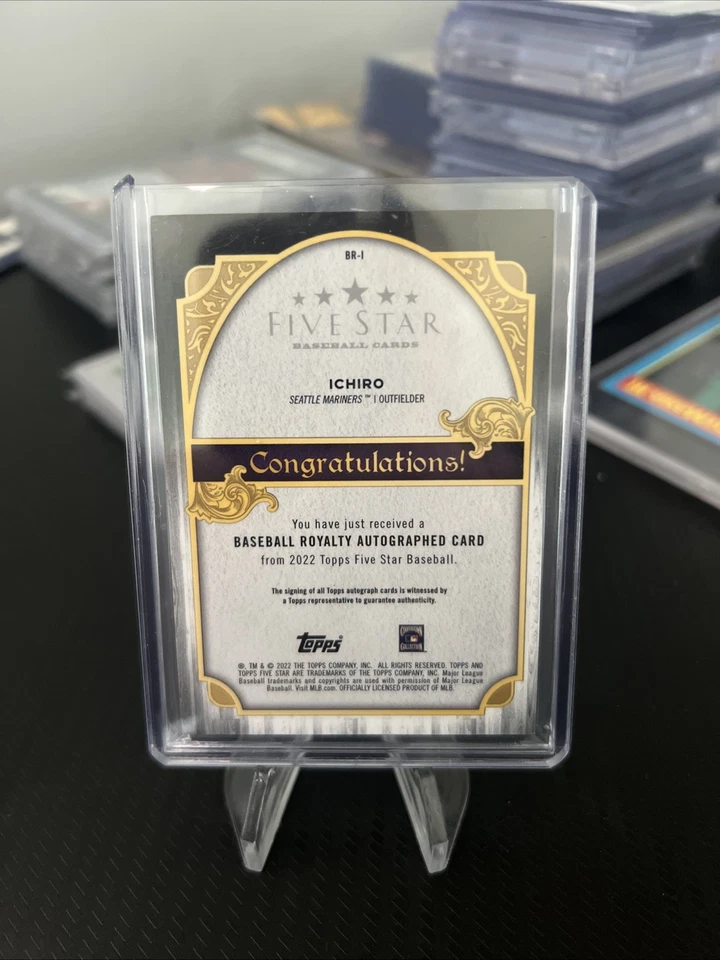 BR-I
FIVE STAR
BASEBALL CARDS
ICHIRO
SEATTLE MARINERS ™ | OUTFIELDER
Congratulations!
You have just received a
BASEBALL ROYALTY AUTOGRAPHED CARD
from 2022 Topps Five Star Baseball.
The signing of all Topps autograph cards is witnessed by
a Topps representative to guarantee authenticity.
topps
®, TM & © 2022 THE TOPPS COMPANY, INC. ALL RIGHTS RESERVED. TOPPS AND
TOPPS FIVE STAR ARE TRADEMARKS OF THE TOPPS COMPANY, INC. Major League
Baseball trademarks and copyrights are used with permission of Major League
Baseball. Visit MLB.com. OFFICIALLY LICENSED PRODUCT OF MLB.